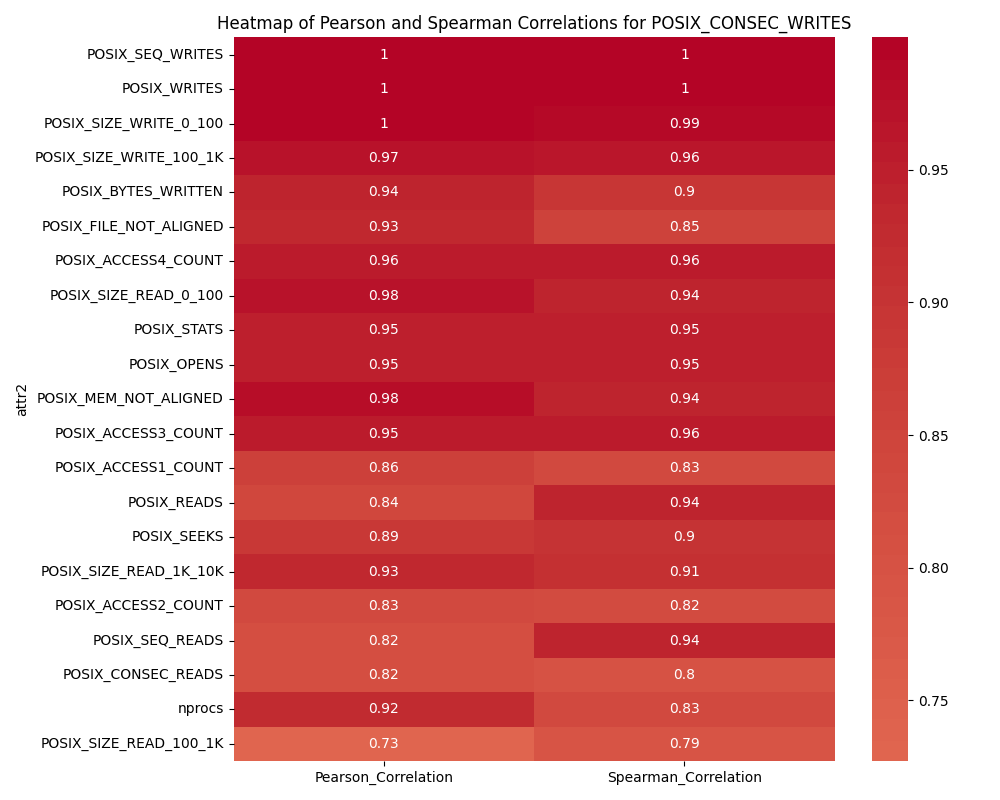 Heatmap of Pearson and Spearman Correlations for POSIX_CONSEC_WRITES
attr2
POSIX_SEQ_WRITES 1 1
POSIX_WRITES 1 1
POSIX_SIZE_WRITE_0_100 1 0.99
POSIX_SIZE_WRITE_100_1K 0.97 0.96
POSIX_BYTES_WRITTEN 0.94 0.9
POSIX_FILE_NOT_ALIGNED 0.93 0.85
POSIX_ACCESS4_COUNT 0.96 0.96
POSIX_SIZE_READ_0_100 0.98 0.94
POSIX_STATS 0.95 0.95
POSIX_OPENS 0.95 0.95
POSIX_MEM_NOT_ALIGNED 0.98 0.94
POSIX_ACCESS3_COUNT 0.95 0.96
POSIX_ACCESS1_COUNT 0.86 0.83
POSIX_READS 0.84 0.94
POSIX_SEEKS 0.89 0.9
POSIX_SIZE_READ_1K_10K 0.93 0.91
POSIX_ACCESS2_COUNT 0.83 0.82
POSIX_SEQ_READS 0.82 0.94
POSIX_CONSEC_READS 0.82 0.8
nprocs 0.92 0.83
POSIX_SIZE_READ_100_1K 0.73 0.79
Pearson_Correlation Spearman_Correlation
0.95
0.90
0.85
0.80
0.75